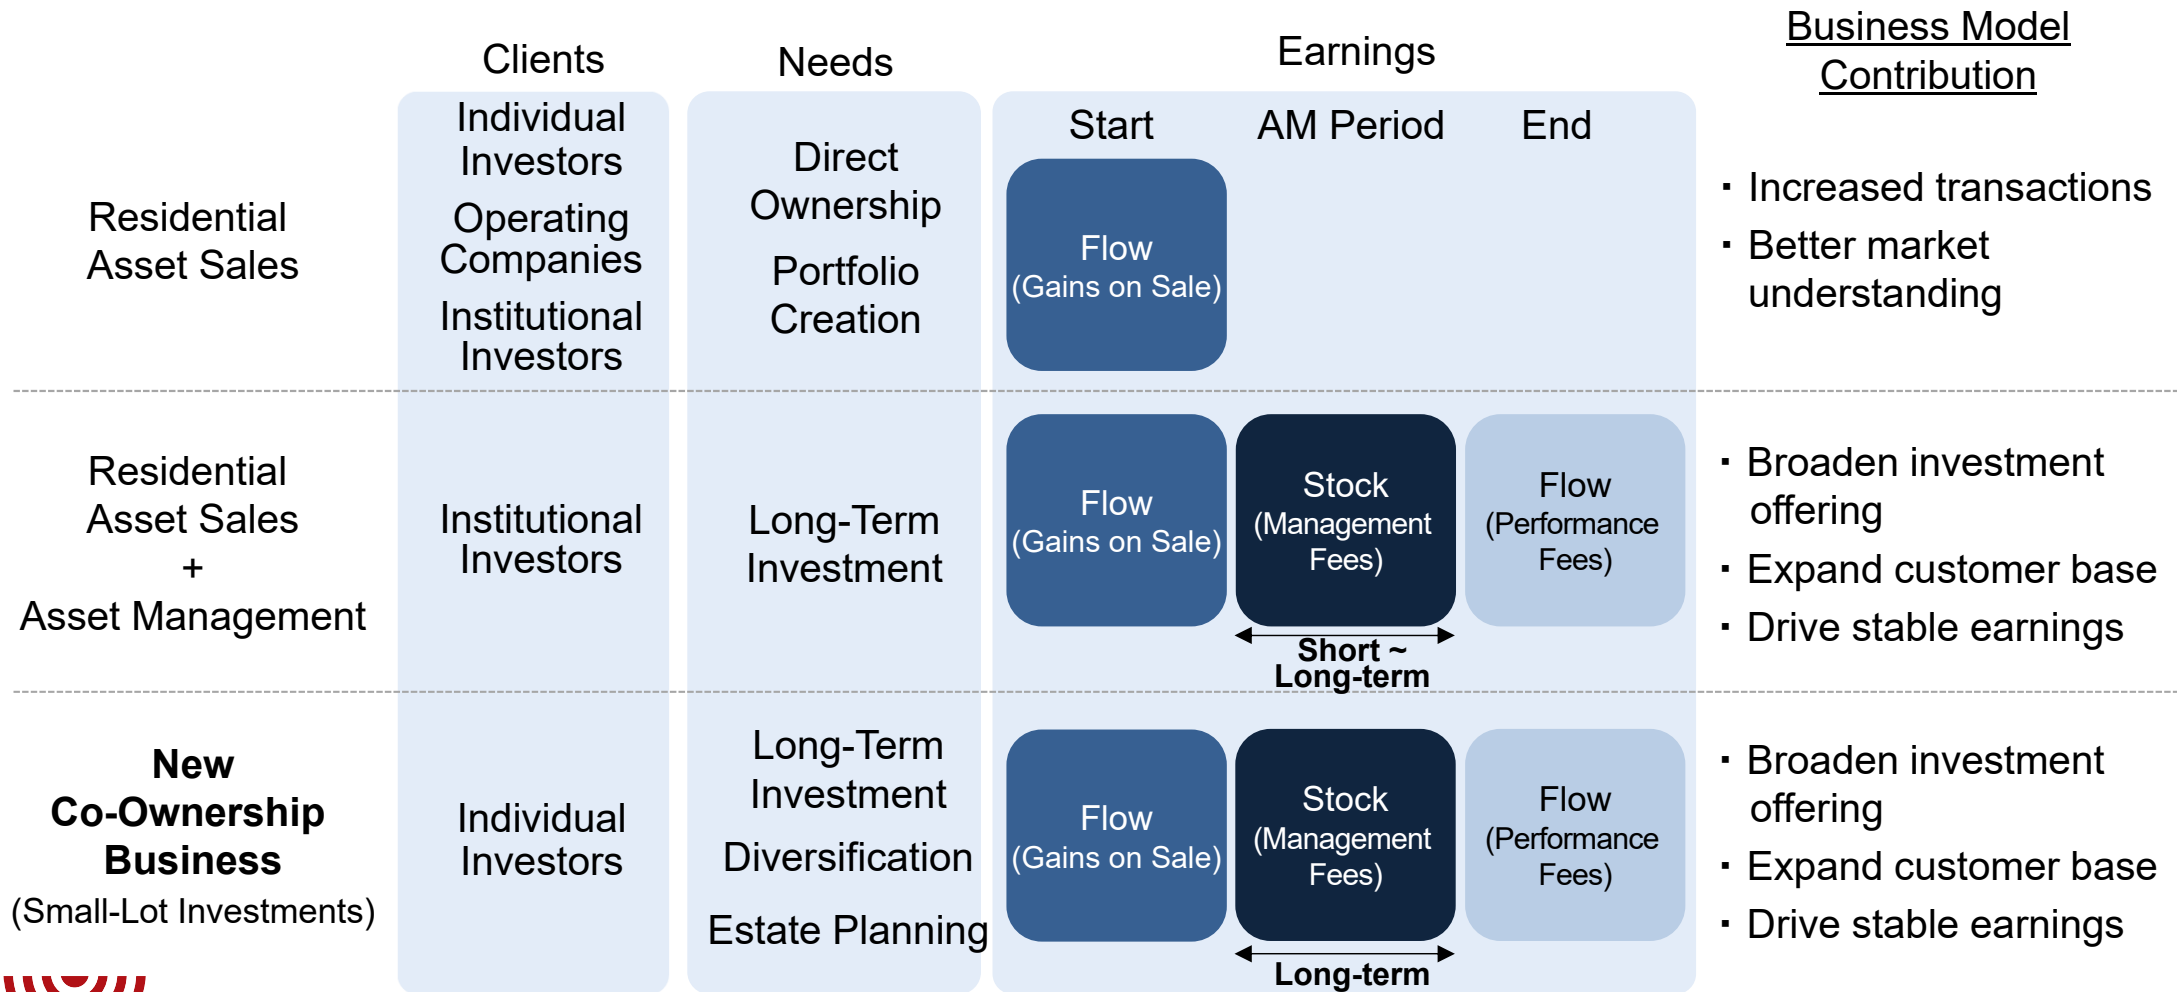 Clients
Needs
Earnings
Business Model
Contribution
Start
AM Period
End
Residential
Asset Sales
Individual
Investors
Operating
Companies
Institutional
Investors
Direct
Ownership
Portfolio
Creation
Flow
(Gains on Sale)
・Increased transactions
・Better market
understanding
Residential
Asset Sales
+
Asset Management
Institutional
Investors
Long-Term
Investment
Flow
(Gains on Sale)
Stock
(Management
Fees)
Flow
(Performance
Fees)
Short ~
Long-term
・Broaden investment
offering
・Expand customer base
・Drive stable earnings
New
Co-Ownership
Business
(Small-Lot Investments)
Individual
Investors
Long-Term
Investment
Diversification
Estate Planning
Flow
(Gains on Sale)
Stock
(Management
Fees)
Flow
(Performance
Fees)
Long-term
・Broaden investment
offering
・Expand customer base
・Drive stable earnings